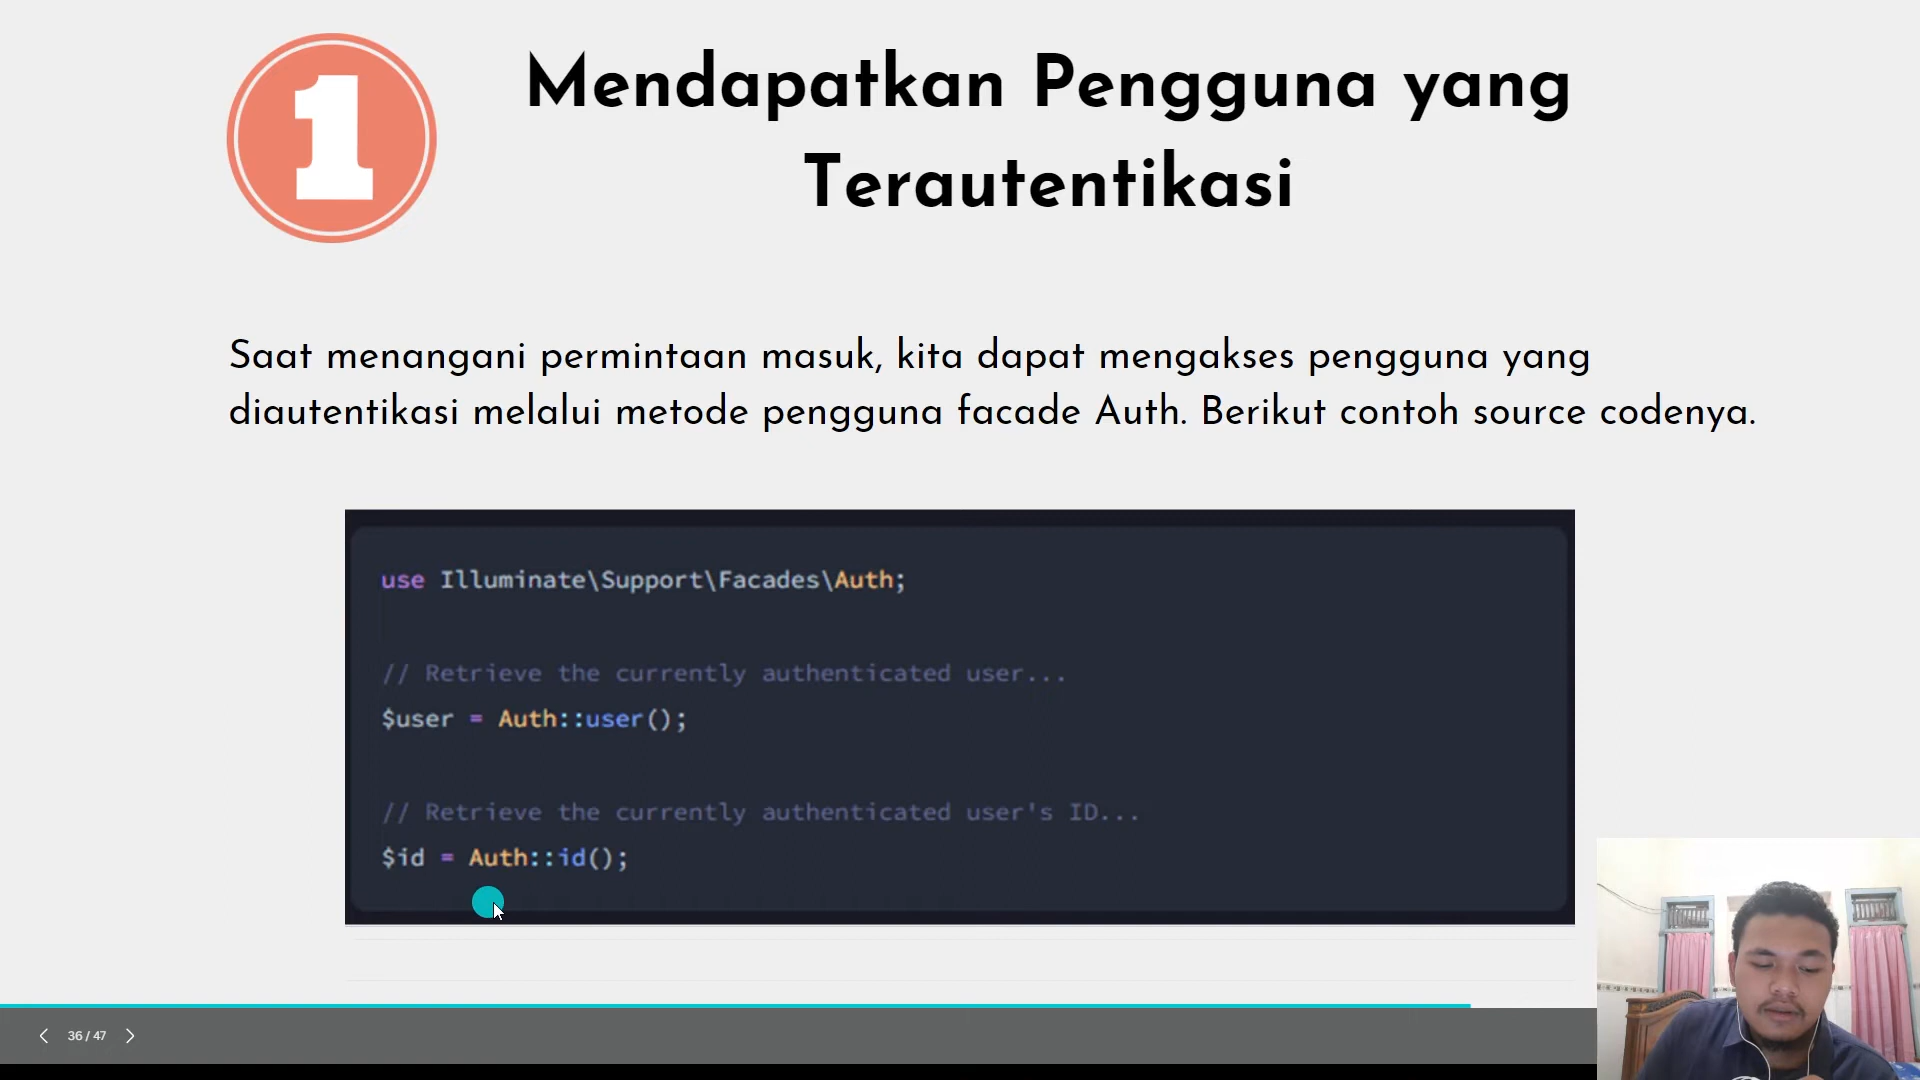 1
Mendapatkan Pengguna yang
Terautentikasi
Saat menangani permintaan masuk, kita dapat mengakses pengguna yang
diautentikasi melalui metode pengguna facade Auth. Berikut contoh source codenya.
use Illuminate\Support\Facades\Auth;
// Retrieve the currently authenticated user...
$user = Auth::user();
// Retrieve the currently authenticated user's ID...
$id = Auth::id();
36 / 47